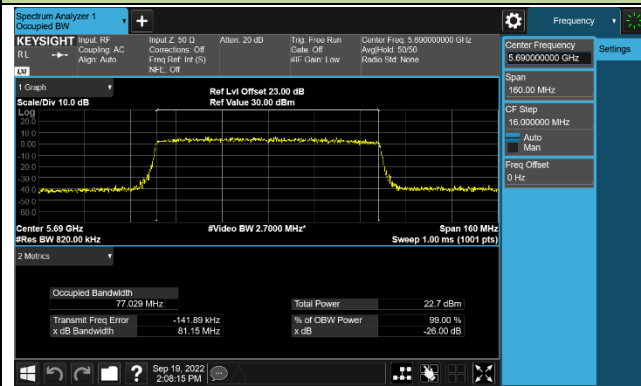 Spectrum Analyzer 1
Occupied BW
Frequency
KEYSIGHT
RL
LXI
Input: RF
Coupling: AC
Align: Auto
Input Z: 50 Ω
Corrections: Off
Freq Ref: Int (S)
NFE: Off
Atten: 20 dB
Trig: Free Run
Gate: Off
#IF Gain: Low
Center Freq: 5.690000000 GHz
Avg|Hold: 50/50
Radio Std: None
Center Frequency
5.690000000 GHz
Settings
Span
160.00 MHz
CF Step
16.000000 MHz
Auto
Man
Freq Offset
0 Hz
1 Graph
Scale/Div 10.0 dB
Ref Lvl Offset 23.00 dB
Ref Value 30.00 dBm
Log
20.0
10.0
0.00
-10.0
-20.0
-30.0
-40.0
-50.0
-60.0
Center 5.69 GHz
#Video BW 2.7000 MHz*
Span 160 MHz
#Res BW 820.00 kHz
Sweep 1.00 ms (1001 pts)
2 Metrics
Occupied Bandwidth
77.029 MHz
Total Power 22.7 dBm
Transmit Freq Error -141.89 kHz
% of OBW Power 99.00 %
x dB Bandwidth 81.15 MHz
x dB -26.00 dB
Sep 19, 2022
2:08:15 PM